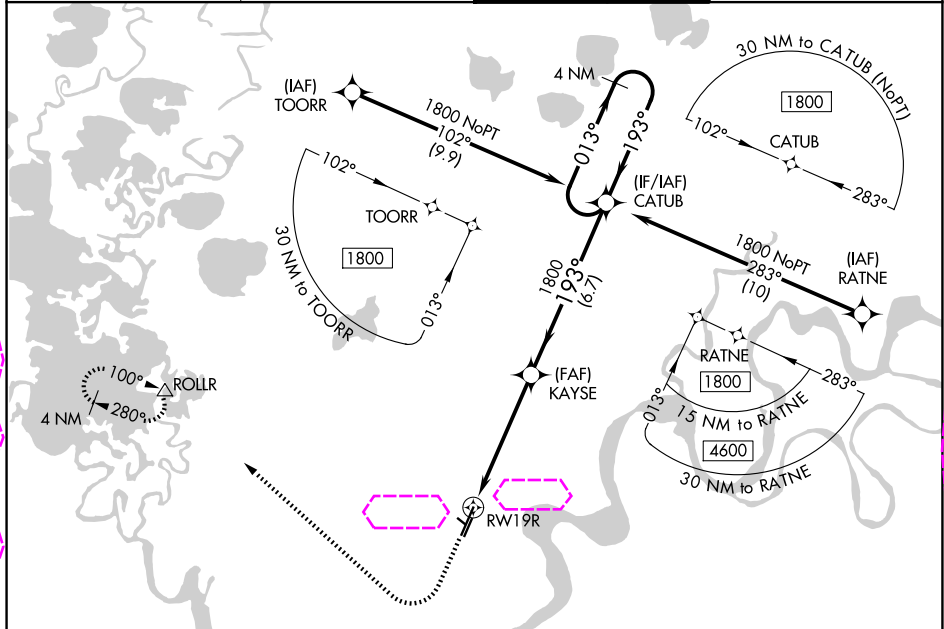 30 NM to CATUB (NoPT)
1800
102°
CATUB
283°
4 NM
013°
193°
(IAF)
TOORR
1800 NoPT
102°
(9.9)
(IF/IAF)
CATUB
102°
TOORR
1800
013°
30 NM to TOORR
1800 NoPT
283°
(10)
(IAF)
RATNE
1800
193°
(6.7)
(FAF)
KAYSE
RATNE
1800
283°
013°
15 NM to RATNE
4600
30 NM to RATNE
100°
ROLLR
280°
4 NM
RW19R